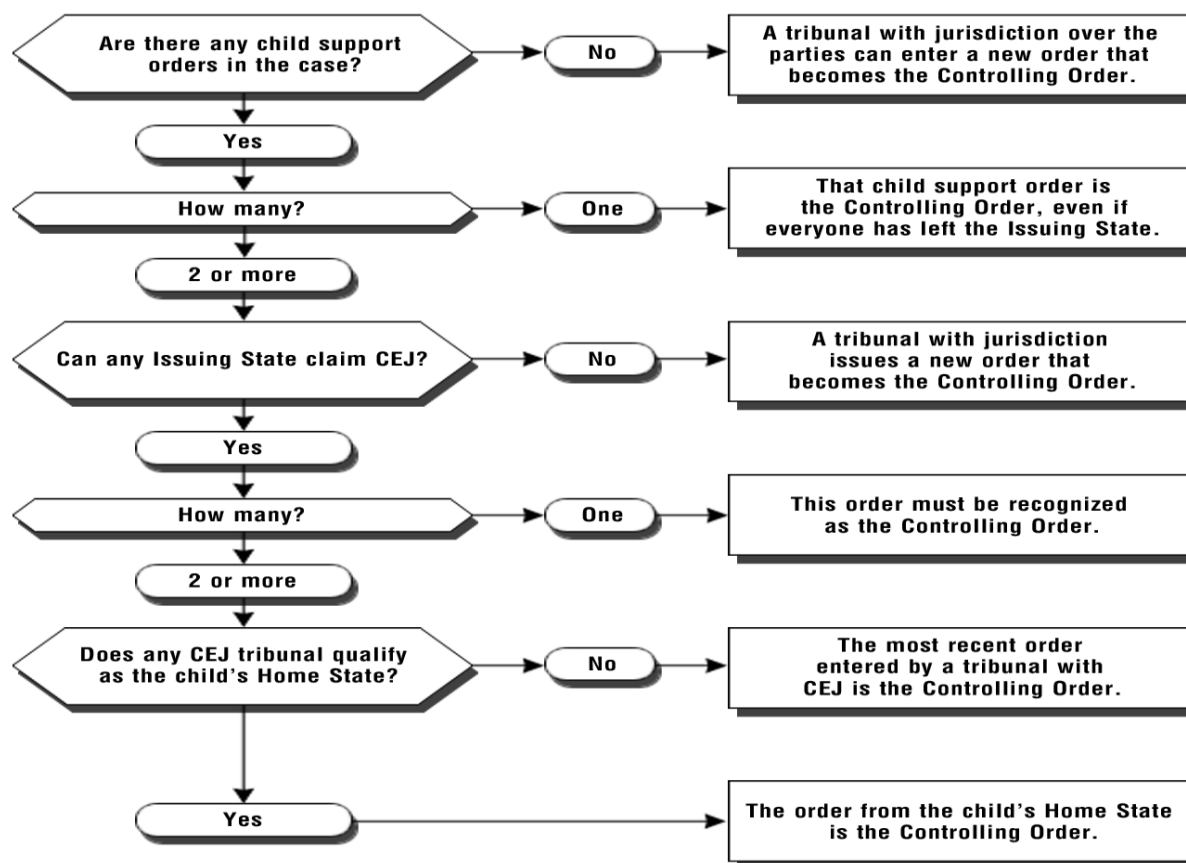 Are there any child support
orders in the case?
No
A tribunal with jurisdiction over the
parties can enter a new order that
becomes the Controlling Order.
Yes
How many?
One
That child support order is
the Controlling Order, even if
everyone has left the Issuing State.
2 or more
Can any Issuing State claim CEJ?
No
A tribunal with jurisdiction
issues a new order that
becomes the Controlling Order.
Yes
How many?
One
This order must be recognized
as the Controlling Order.
2 or more
Does any CEJ tribunal qualify
as the child's Home State?
No
The most recent order
entered by a tribunal with
CEJ is the Controlling Order.
Yes
The order from the child's Home State
is the Controlling Order.